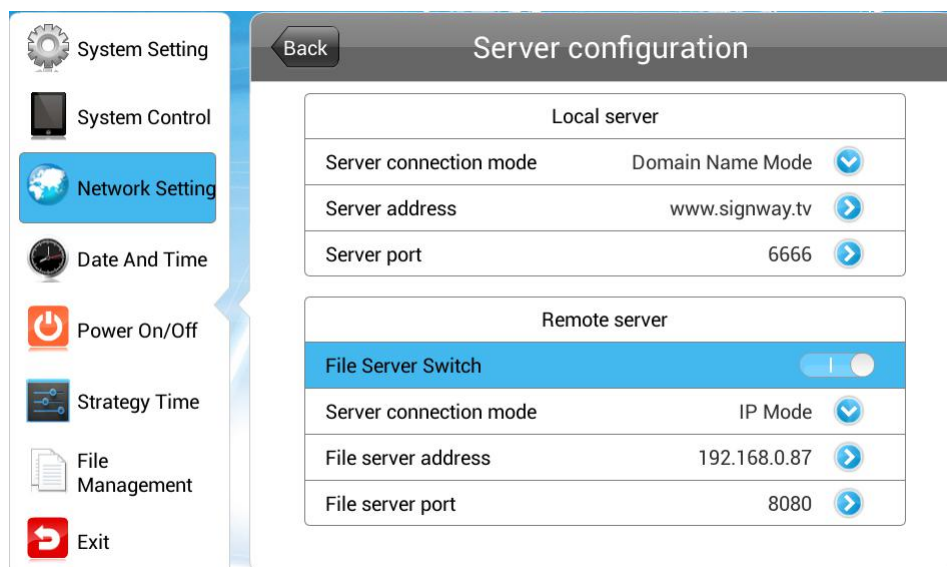 System Setting
System Control
Network Setting
Date And Time
Power On/Off
Strategy Time
File
Management
Exit
Back
Server configuration
Local server
Server connection mode Domain Name Mode
Server address www.signway.tv
Server port 6666
Remote server
File Server Switch
Server connection mode IP Mode
File server address 192.168.0.87
File server port 8080